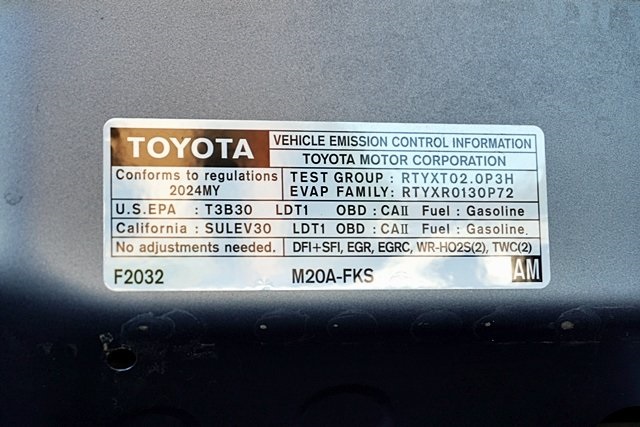 TOYOTA VEHICLE EMISSION CONTROL INFORMATION
TOYOTA MOTOR CORPORATION
Conforms to regulations
2024MY
TEST GROUP : RTYXT02.0P3H
EVAP FAMILY: RTYXR0130P72
U.S.EPA : T3B30 LDT1 OBD : CAII Fuel : Gasoline
California : SULEV30 LDT1 OBD : CAII Fuel : Gasoline.
No adjustments needed. DFI+SFI, EGR, EGRC, WR-HO2S(2), TWC(2)
F2032 M20A-FKS AM